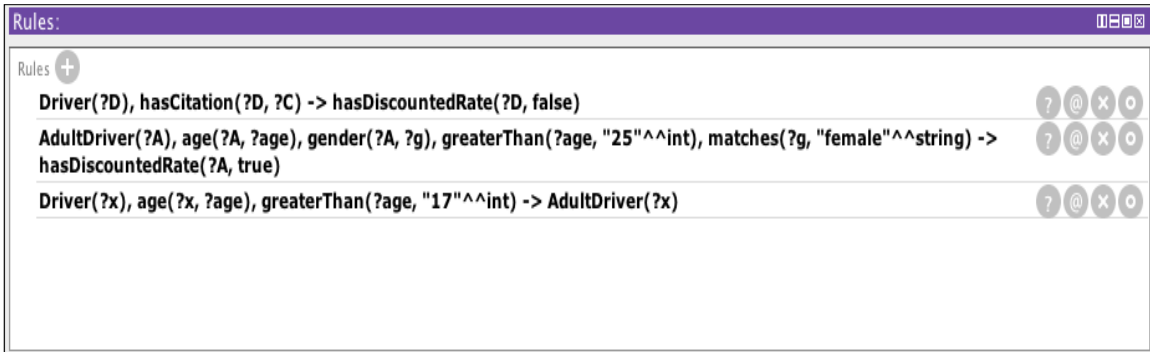 Rules:
Rules +
Driver(?D), hasCitation(?D, ?C) -> hasDiscountedRate(?D, false)
? @ X O
AdultDriver(?A), age(?A, ?age), gender(?A, ?g), greaterThan(?age, "25"^^int), matches(?g, "female"^^string) ->
hasDiscountedRate(?A, true)
? @ X O
Driver(?x), age(?x, ?age), greaterThan(?age, "17"^^int) -> AdultDriver(?x)
? @ X O